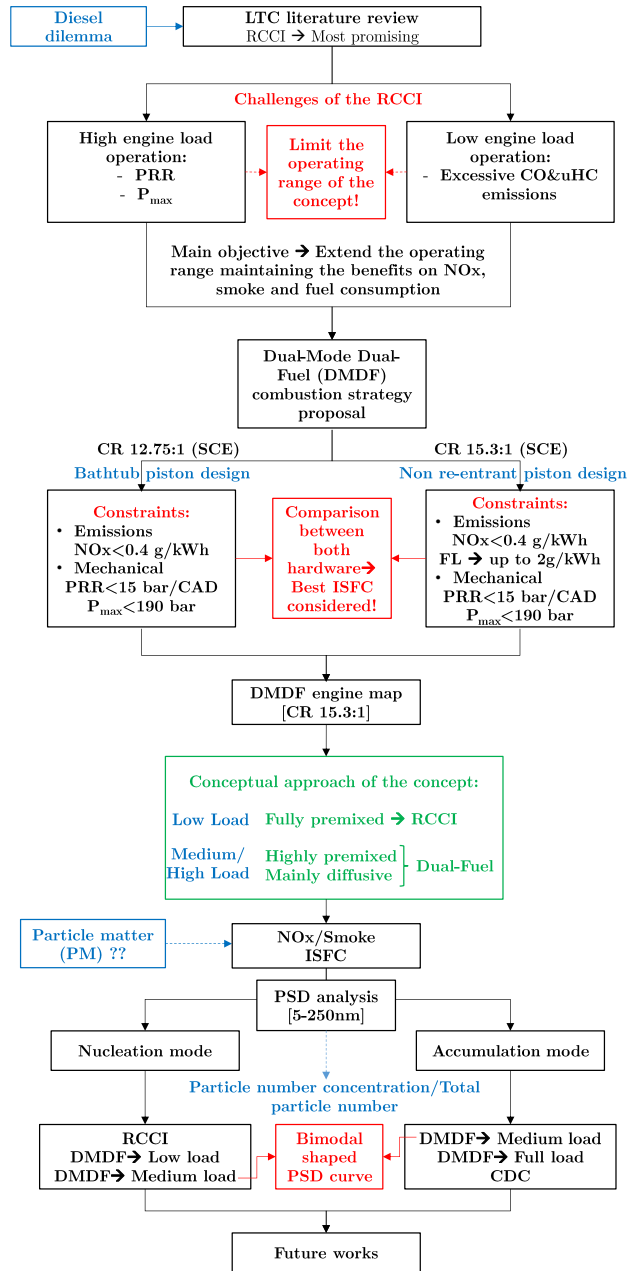 Diesel
dilemma
LTC literature review
RCCI ➔ Most promising
Challenges of the RCCI
High engine load
operation:
- PRR
- Pmax
Limit the
operating
range of the
concept!
Low engine load
operation:
- Excessive CO&uHC
emissions
Main objective ➔ Extend the operating
range maintaining the benefits on NOx,
smoke and fuel consumption
Dual-Mode Dual-
Fuel (DMDF)
combustion strategy
proposal
CR 12.75:1 (SCE)
Bathtub piston design
CR 15.3:1 (SCE)
Non re-entrant piston design
Constraints:
• Emissions
NOx<0.4 g/kWh
• Mechanical
PRR<15 bar/CAD
Pmax<190 bar
Comparison
between
both
hardware➔
Best ISFC
considered!
Constraints:
• Emissions
NOx<0.4 g/kWh
FL ➔ up to 2g/kWh
• Mechanical
PRR<15 bar/CAD
Pmax<190 bar
DMDF engine map
[CR 15.3:1]
Conceptual approach of the concept:
Low Load Fully premixed ➔ RCCI
Medium/
High Load
Highly premixed
Mainly diffusive
Dual-Fuel
Particle matter
(PM) ??
NOx/Smoke
ISFC
PSD analysis
[5-250nm]
Nucleation mode
Accumulation mode
Particle number concentration/Total
particle number
RCCI
DMDF➔ Low load
DMDF➔ Medium load
Bimodal
shaped
PSD curve
DMDF➔ Medium load
DMDF➔ Full load
CDC
Future works